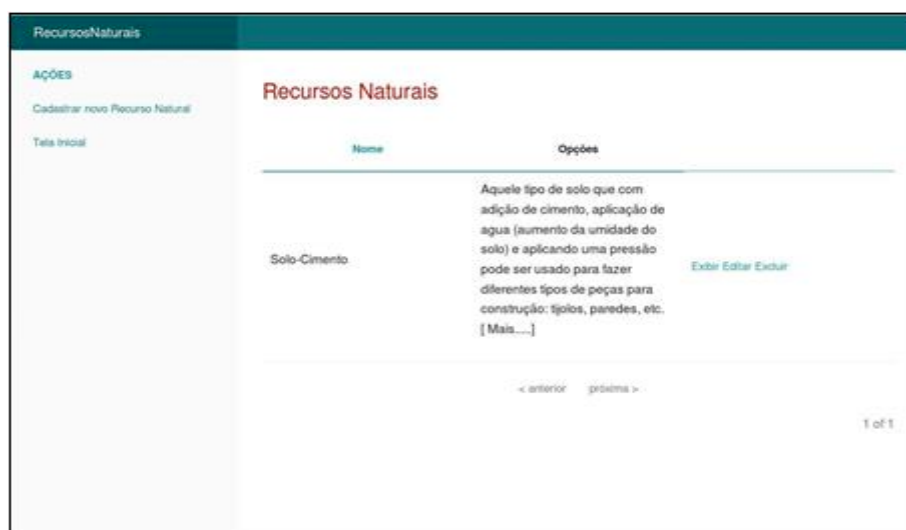 RecursosNaturais
AÇÕES
Cadastrar novo Recurso Natural
Tela Inicial
Recursos Naturais
Nome Opções
Solo-Cimento
Aquele tipo de solo que com
adição de cimento, aplicação de
agua (aumento da umidade do
solo) e aplicando uma pressão
pode ser usado para fazer
diferentes tipos de peças para
construção: tijolos, paredes, etc.
[ Mais.....]
Exbir Editar Excluir
< anterior próxima >
1 of 1